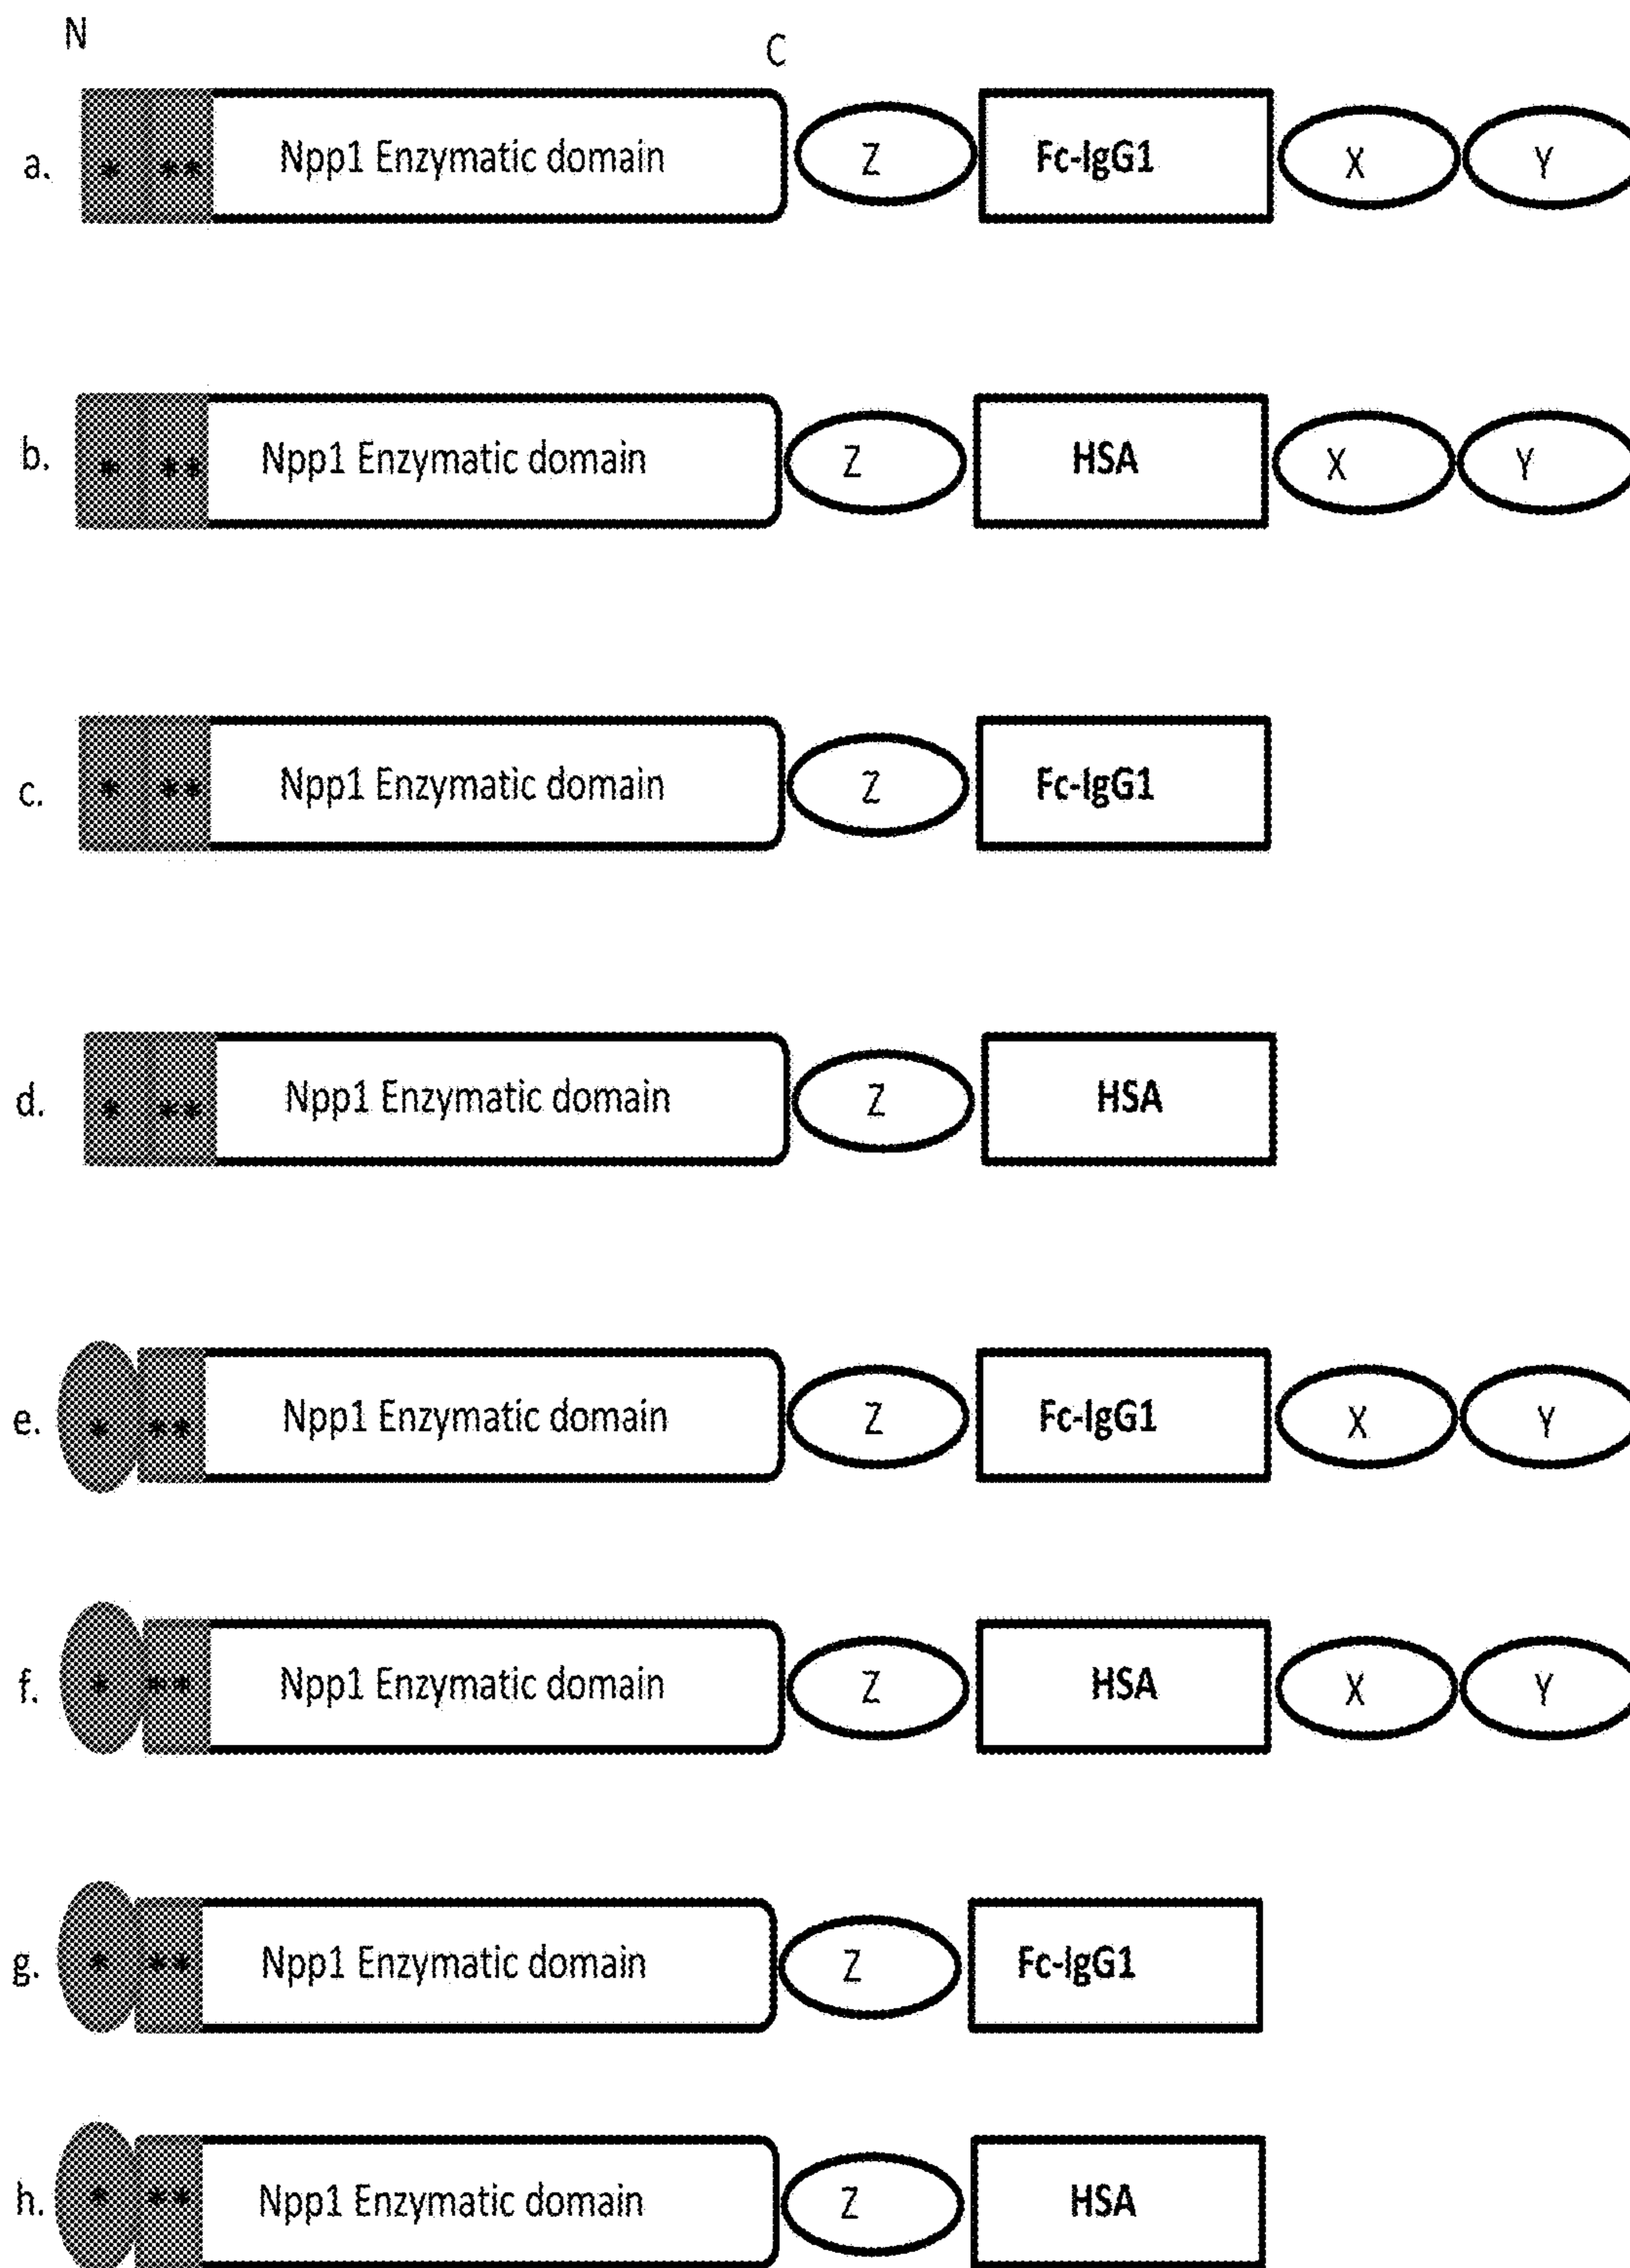 N
C
a. * ** Npp1 Enzymatic domain Z Fc-IgG1 X Y
b. * ** Npp1 Enzymatic domain Z HSA X Y
c. * ** Npp1 Enzymatic domain Z Fc-IgG1
d. * ** Npp1 Enzymatic domain Z HSA
e. * ** Npp1 Enzymatic domain Z Fc-IgG1 X Y
f. * ** Npp1 Enzymatic domain Z HSA X Y
g. * ** Npp1 Enzymatic domain Z Fc-IgG1
h. * ** Npp1 Enzymatic domain Z HSA